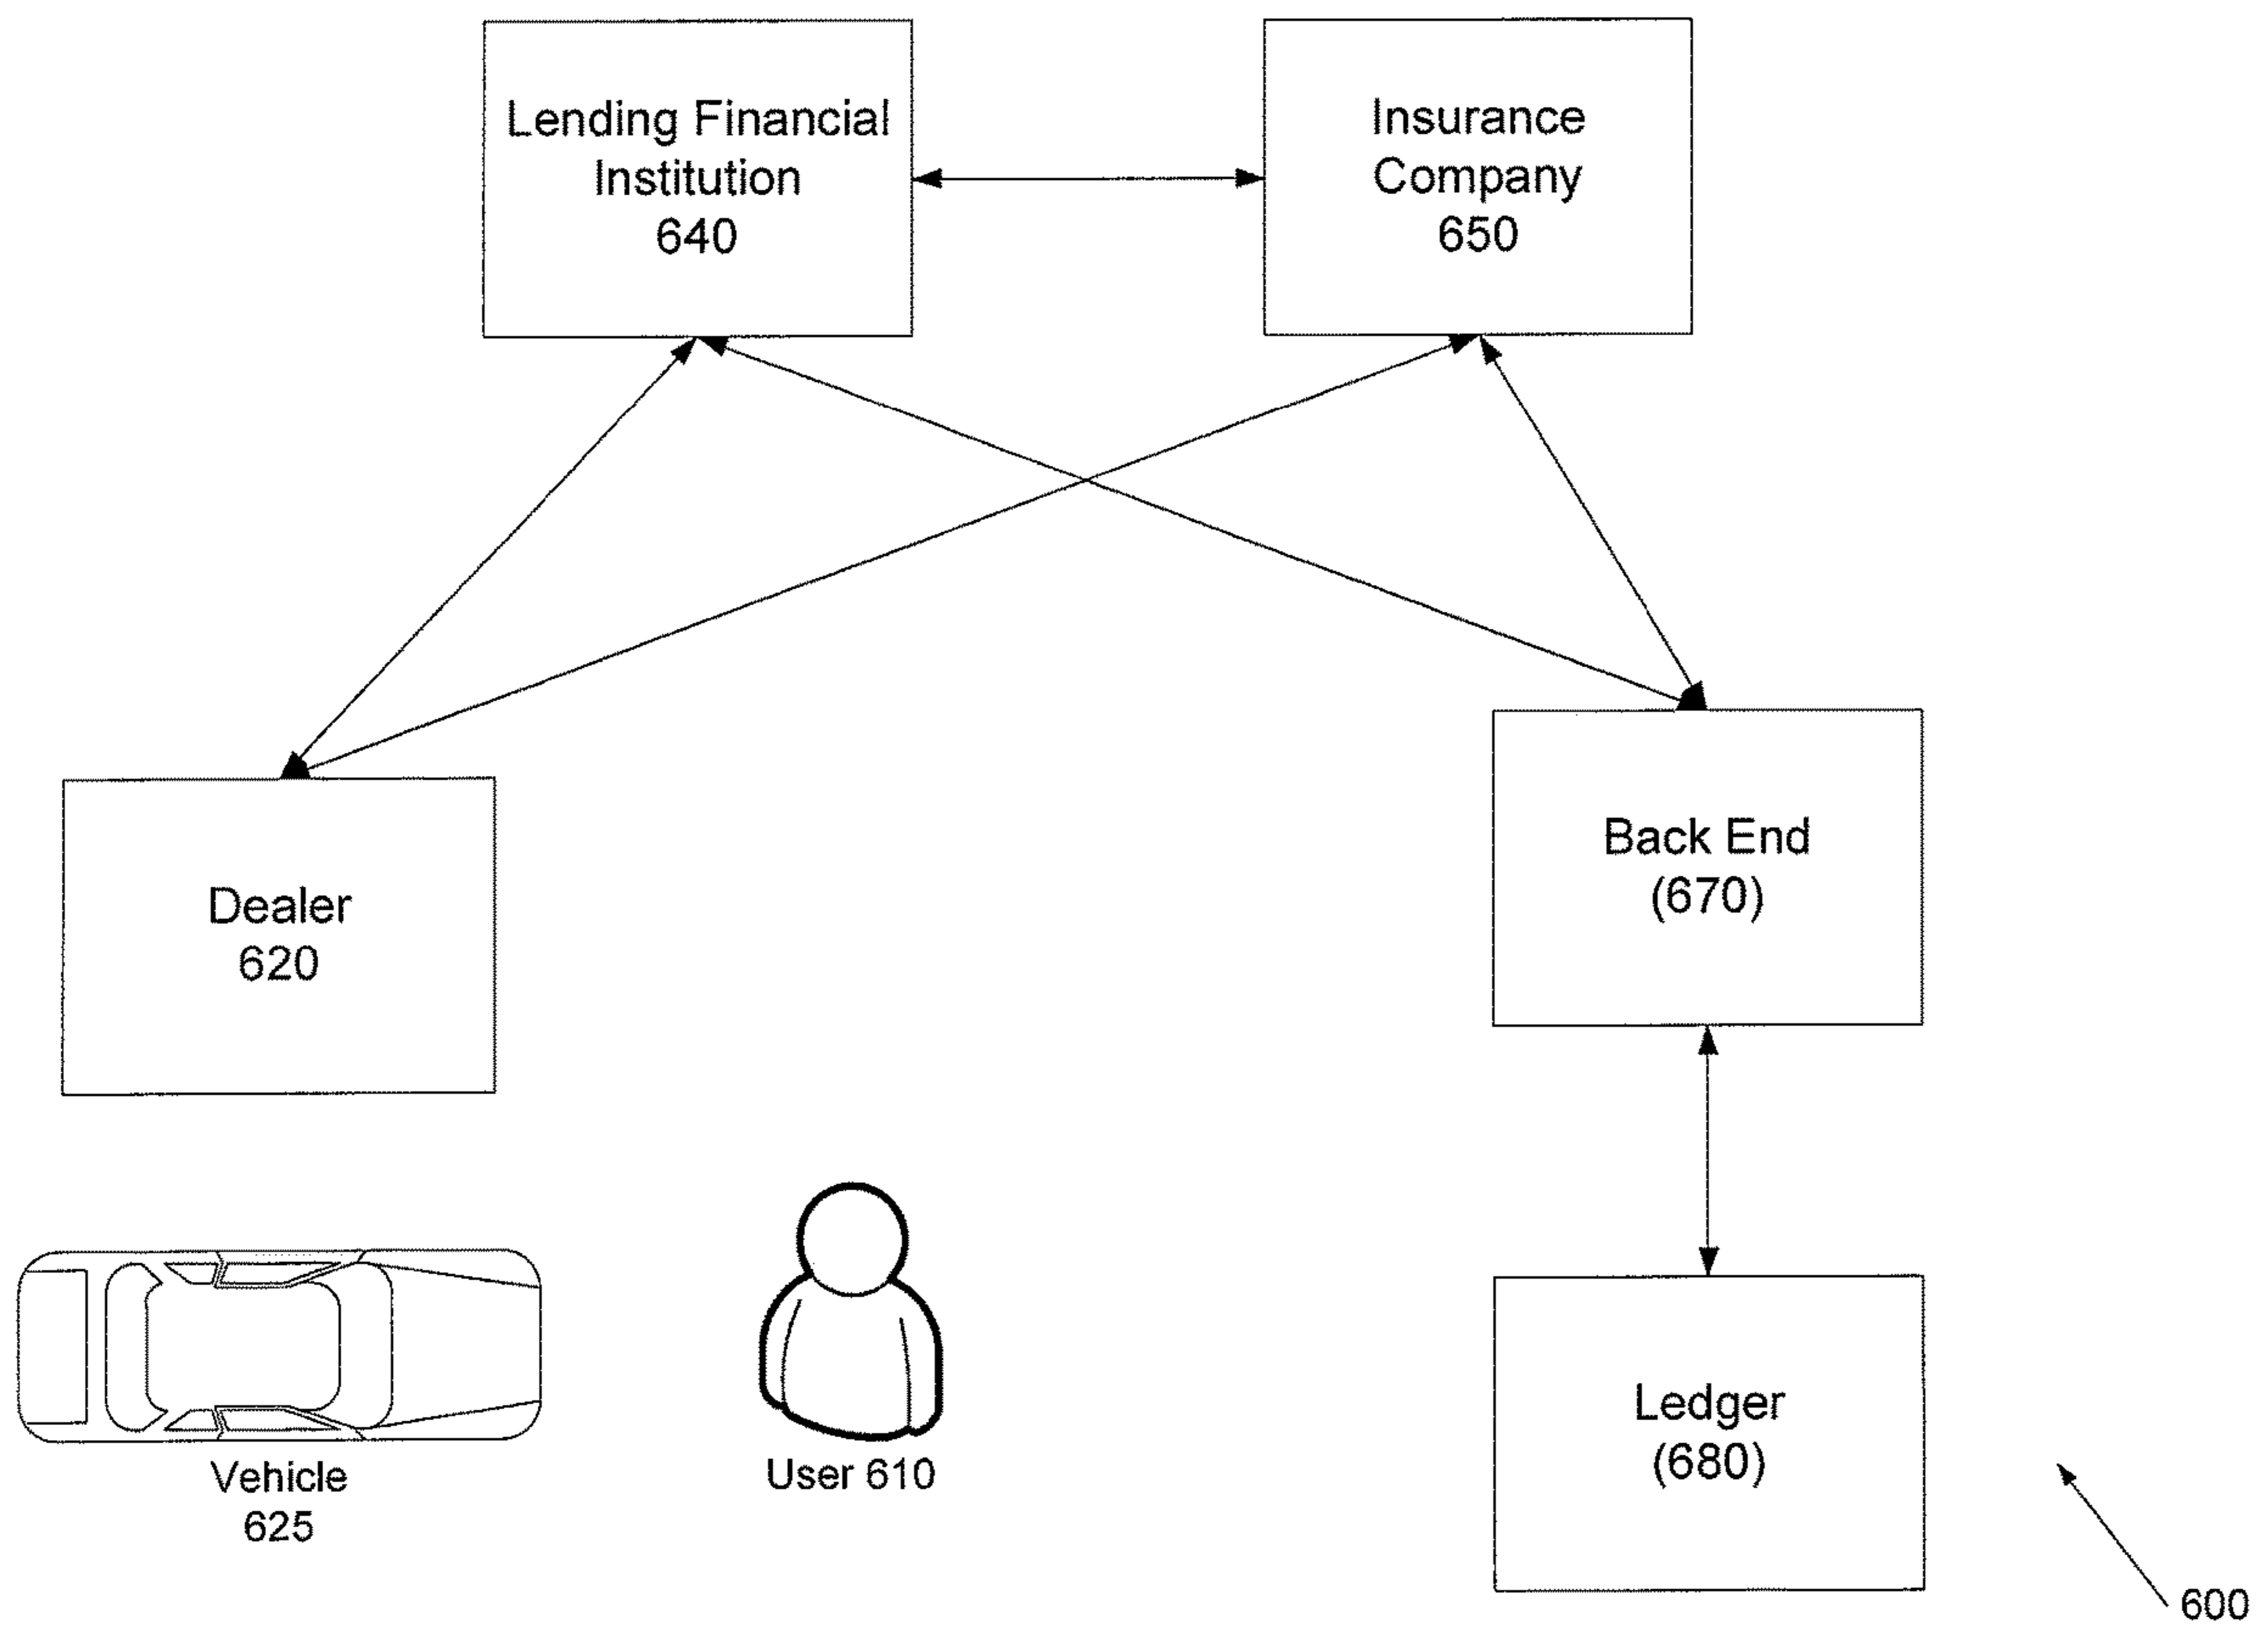 Lending Financial
Institution
640
Insurance
Company
650
Dealer
620
Back End
(670)
Vehicle
625
User 610
Ledger
(680)
600